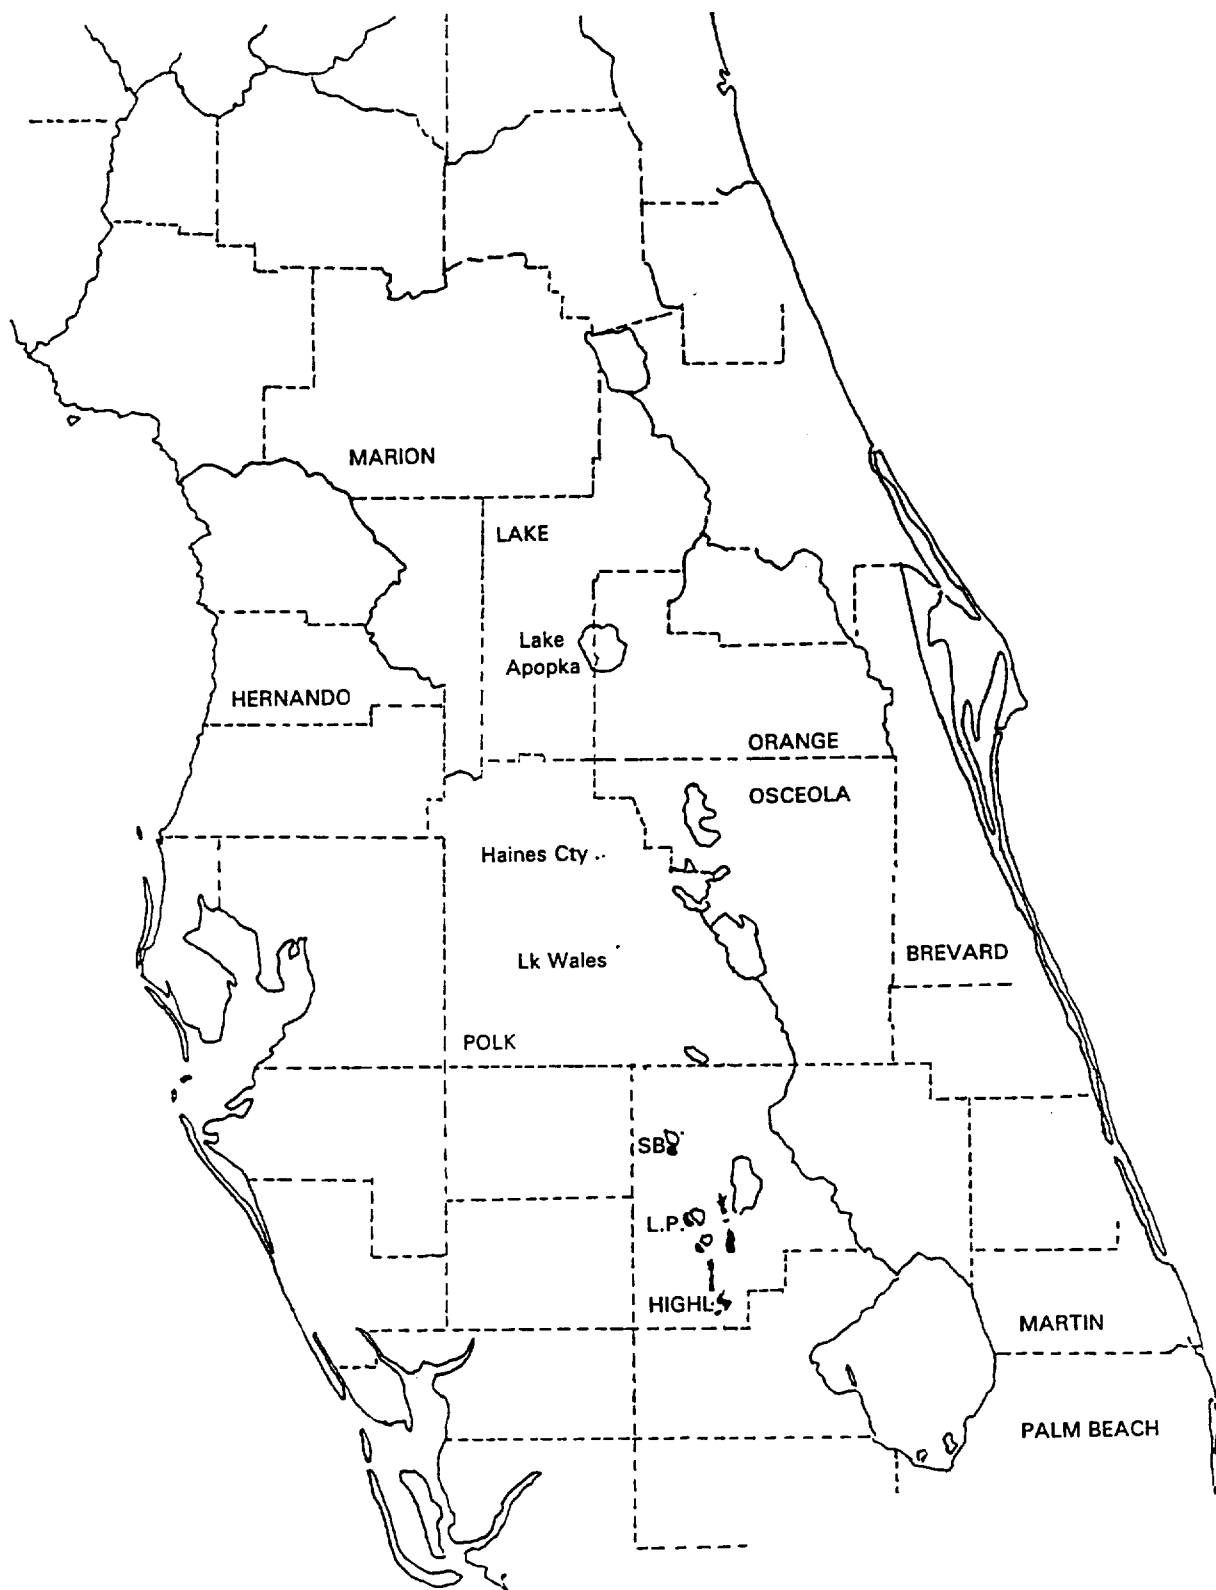 MARION
LAKE
Lake
Apopka
HERNANDO
ORANGE
OSCEOLA
Haines Cty
BREVARD
Lk Wales
POLK
SB
L.P.
HIGHL
MARTIN
PALM BEACH